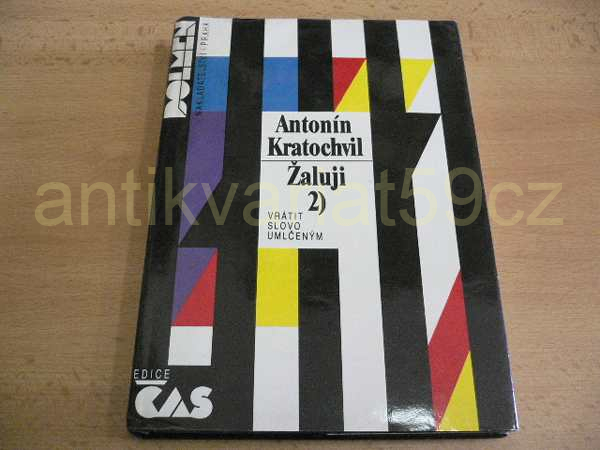 DOLMEN
NAKLADATELSTVÍ PRAHA
Antonín
Kratochvil
Žaluji
2)
VRÁTIT
SLOVO
UMLČENÝM
antikvariat59cz
EDICE
ČAS